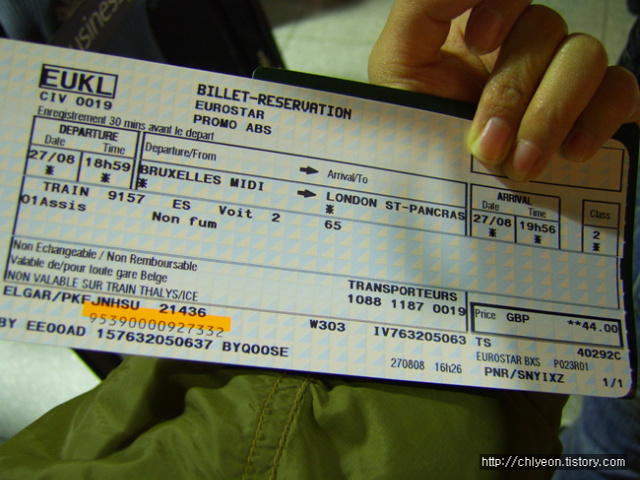 Business
EUKL
CIV 0019
BILLET-RESERVATION
EUROSTAR
PROMO ABS
Enregistrement 30 mins avant le depart
DEPARTURE
Date Time
Departure/From → Arrival/To
ARRIVAL
Date Time
Class
27/08 18h59 BRUXELLES MIDI → LONDON ST-PANCRAS 27/08 19h56 2
* * * * * * *
TRAIN 9157 ES Voit 2 65
01Assis Non fum
Non Echangeable / Non Remboursable
Valable de/pour toute gare Belge
NON VALABLE SUR TRAIN THALYS/ICE
TRANSPORTEURS
1088 1187 0019
Price GBP **44.00
ELGAR/PKFJNHSU 21436
95390000927332
W303 IV763205063 TS 40292C
BY EE00AD 157632050637 BYQOOSE
EUROSTAR BXS P023R01
270808 16h26 PNR/SNYIXZ 1/1
http://chlyeon.tistory.com